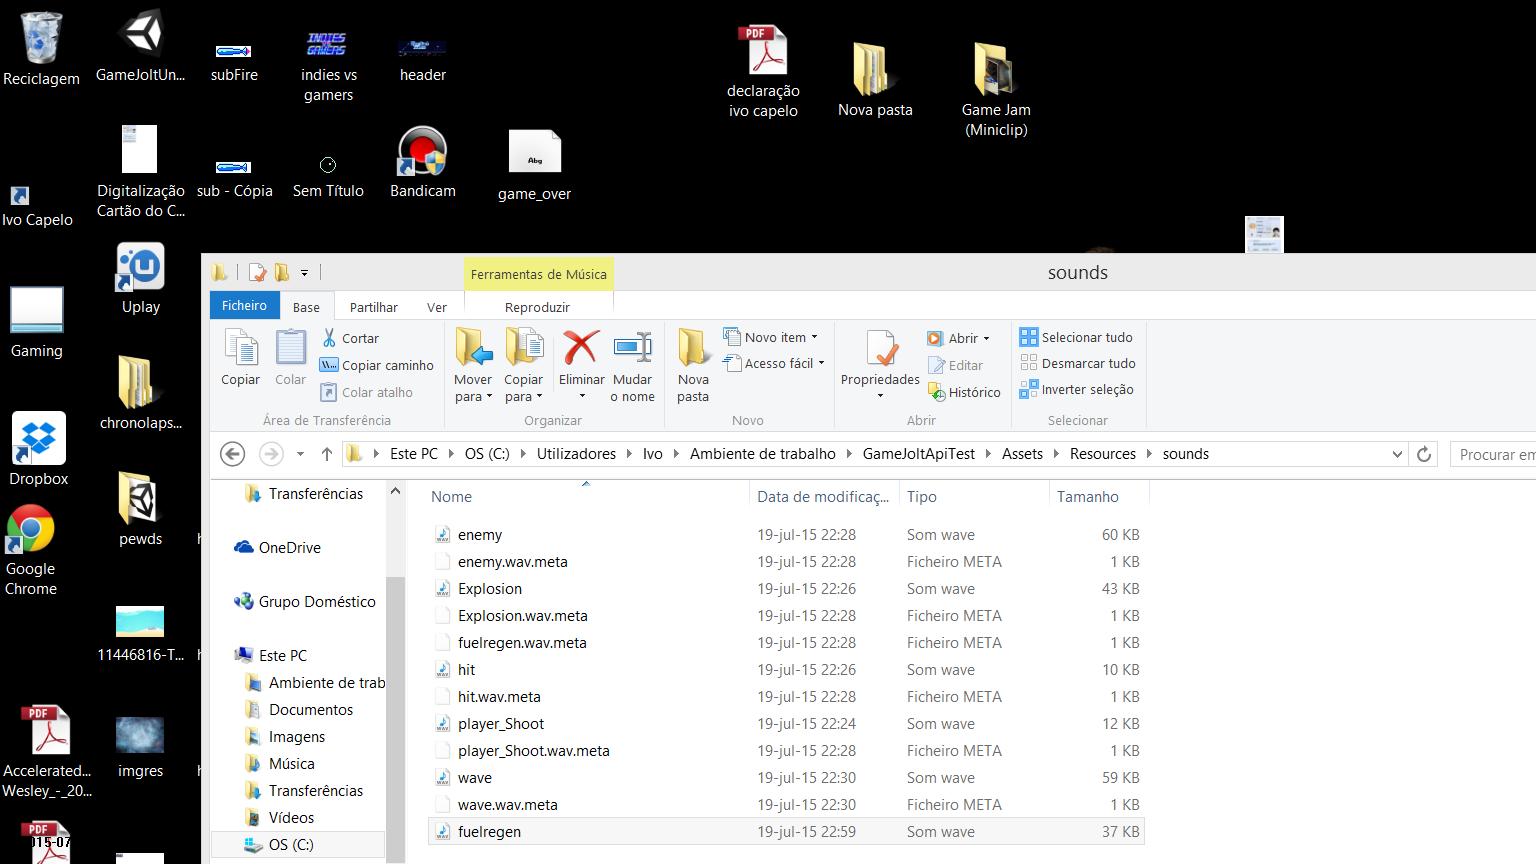 Reciclagem
GameJoltUn...
subFire
indies vs
gamers
header
INDIES
GAMERS
PDF
declaração
ivo capelo
Nova pasta
Game Jam
(Miniclip)
Ivo Capelo
Digitalização
Cartão do C...
sub - Cópia
Sem Título
Bandicam
Abg
game_over
Uplay
Gaming
chronolaps...
Dropbox
pewds
Google
Chrome
11446816-T...
PDF
Accelerated...
Wesley_-_20...
imgres
PDF
015-07
sounds
Ferramentas de Música
Ficheiro
Base
Partilhar
Ver
Reproduzir
Copiar
Colar
Cortar
Copiar caminho
Colar atalho
Área de Transferência
Mover
para
Copiar
para
Eliminar
Mudar
o nome
Organizar
Nova
pasta
Novo item
Acesso fácil
Novo
Propriedades
Abrir
Editar
Histórico
Abrir
Selecionar tudo
Desmarcar tudo
Inverter seleção
Selecionar
Este PC OS (C:) Utilizadores Ivo Ambiente de trabalho GameJoltApiTest Assets Resources sounds
Procurar em
Transferências
OneDrive
Grupo Doméstico
Este PC
Ambiente de trab
Documentos
Imagens
Música
Transferências
Vídeos
OS (C:)
Nome Data de modificaç... Tipo Tamanho
enemy 19-jul-15 22:28 Som wave 60 KB
enemy.wav.meta 19-jul-15 22:28 Ficheiro META 1 KB
Explosion 19-jul-15 22:26 Som wave 43 KB
Explosion.wav.meta 19-jul-15 22:28 Ficheiro META 1 KB
fuelregen.wav.meta 19-jul-15 22:28 Ficheiro META 1 KB
hit 19-jul-15 22:26 Som wave 10 KB
hit.wav.meta 19-jul-15 22:28 Ficheiro META 1 KB
player_Shoot 19-jul-15 22:24 Som wave 12 KB
player_Shoot.wav.meta 19-jul-15 22:28 Ficheiro META 1 KB
wave 19-jul-15 22:30 Som wave 59 KB
wave.wav.meta 19-jul-15 22:30 Ficheiro META 1 KB
fuelregen 19-jul-15 22:59 Som wave 37 KB